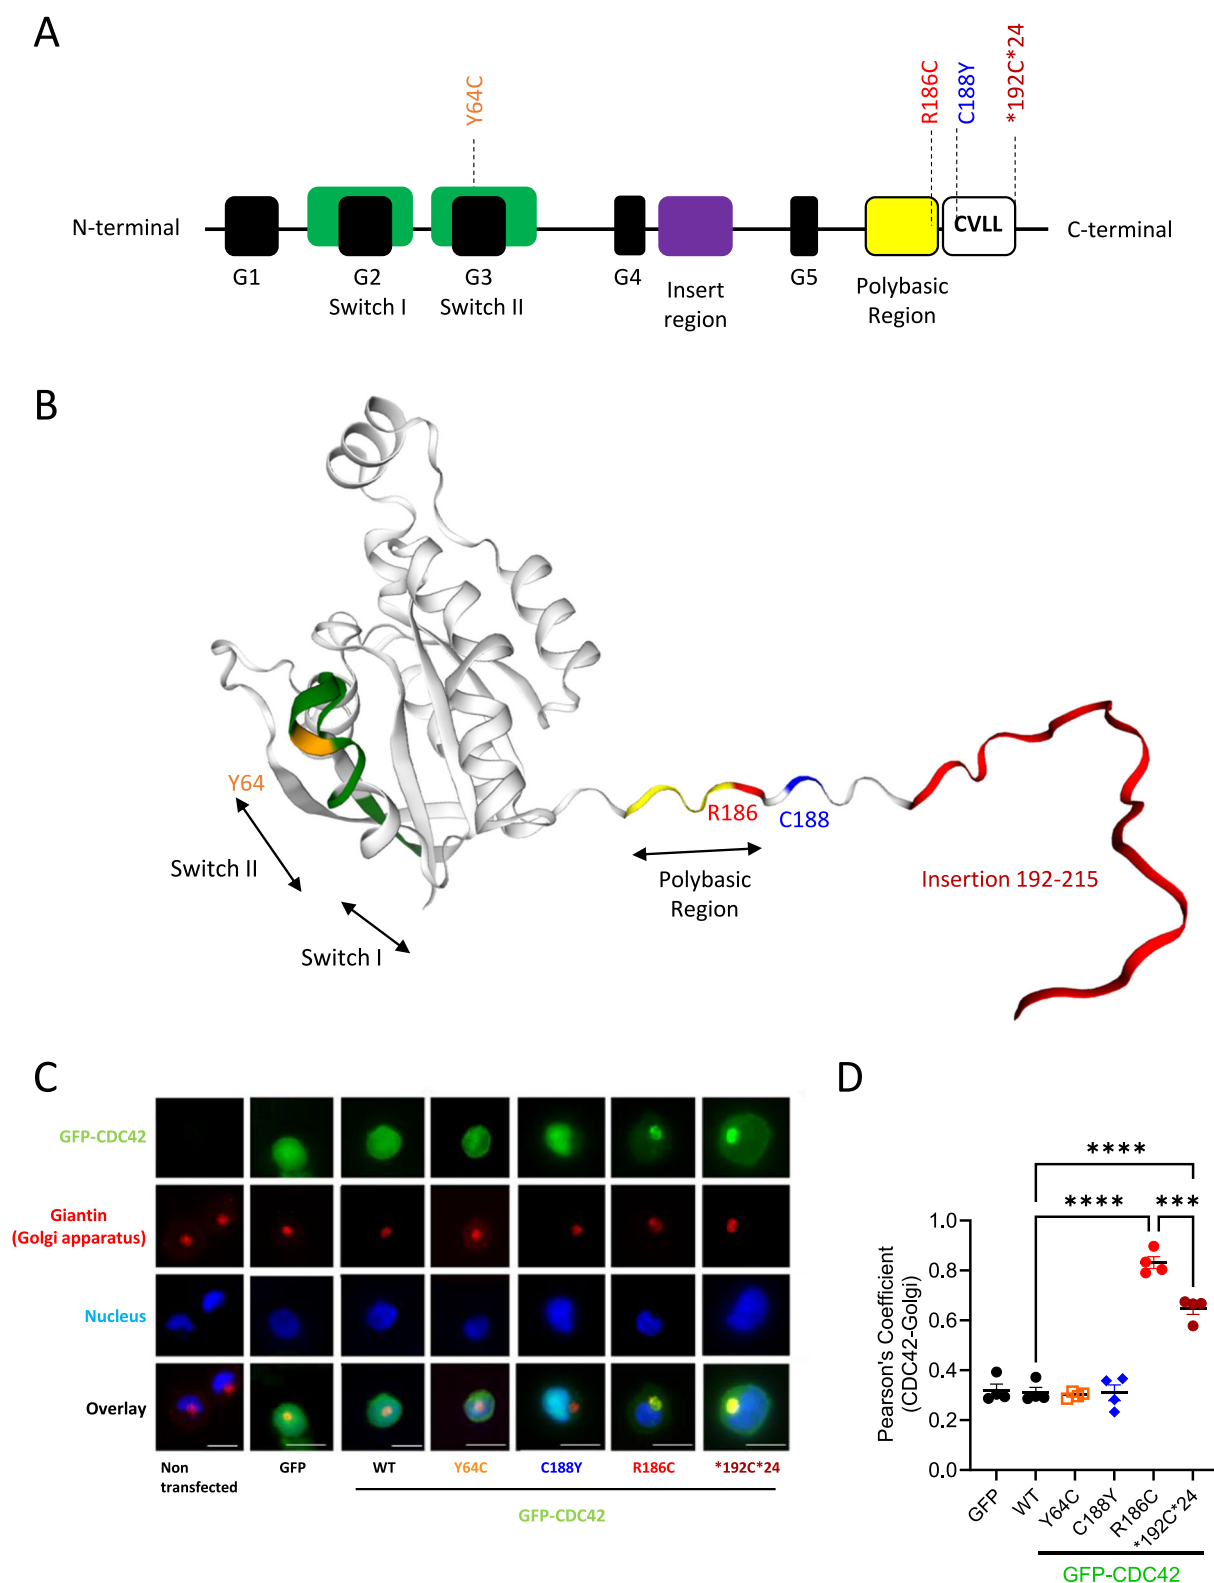 A
Y64C
R186C
C188Y
*192C*24
N-terminal
CVLL
C-terminal
G1
G2
G3
G4
G5
Switch I
Switch II
Insert
region
Polybasic
Region
B
Y64
Switch II
Switch I
R186
C188
Polybasic
Region
Insertion 192-215
C
GFP-CDC42
Giantin
(Golgi apparatus)
Nucleus
Overlay
Non
transfected
GFP
WT
Y64C
C188Y
R186C
*192C*24
GFP-CDC42
D
****
**** ***
Pearson's Coefficient
(CDC42-Golgi)
1.0
0.8
0.6
0.4
0.2
0.0
GFP
WT
Y64C
C188Y
R186C
*192C*24
GFP-CDC42